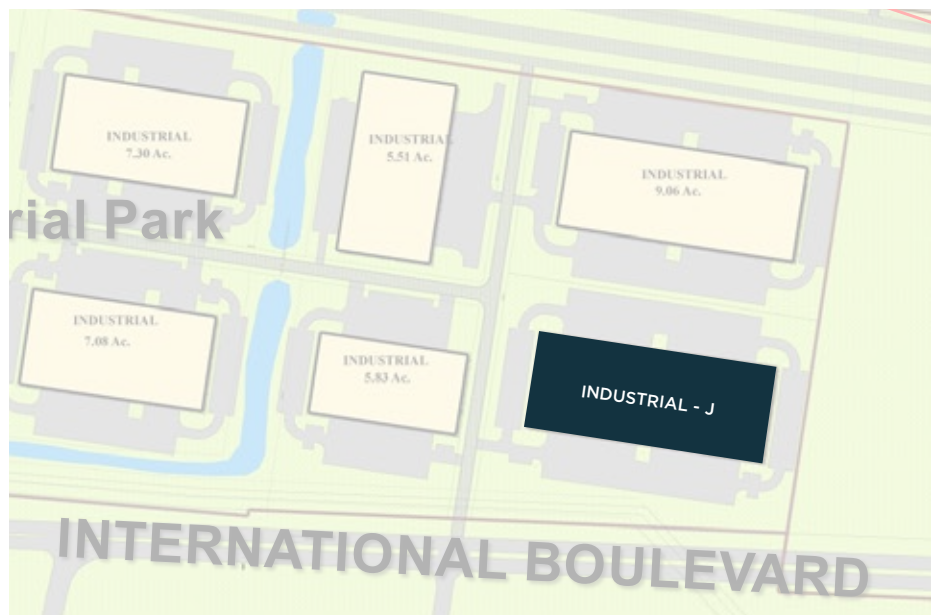 INDUSTRIAL
7.30 Ac.
INDUSTRIAL
5.51 Ac.
INDUSTRIAL
9.06 Ac.
rial Park
INDUSTRIAL
7.08 Ac.
INDUSTRIAL
5.83 Ac.
INDUSTRIAL - J
INTERNATIONAL BOULEVARD